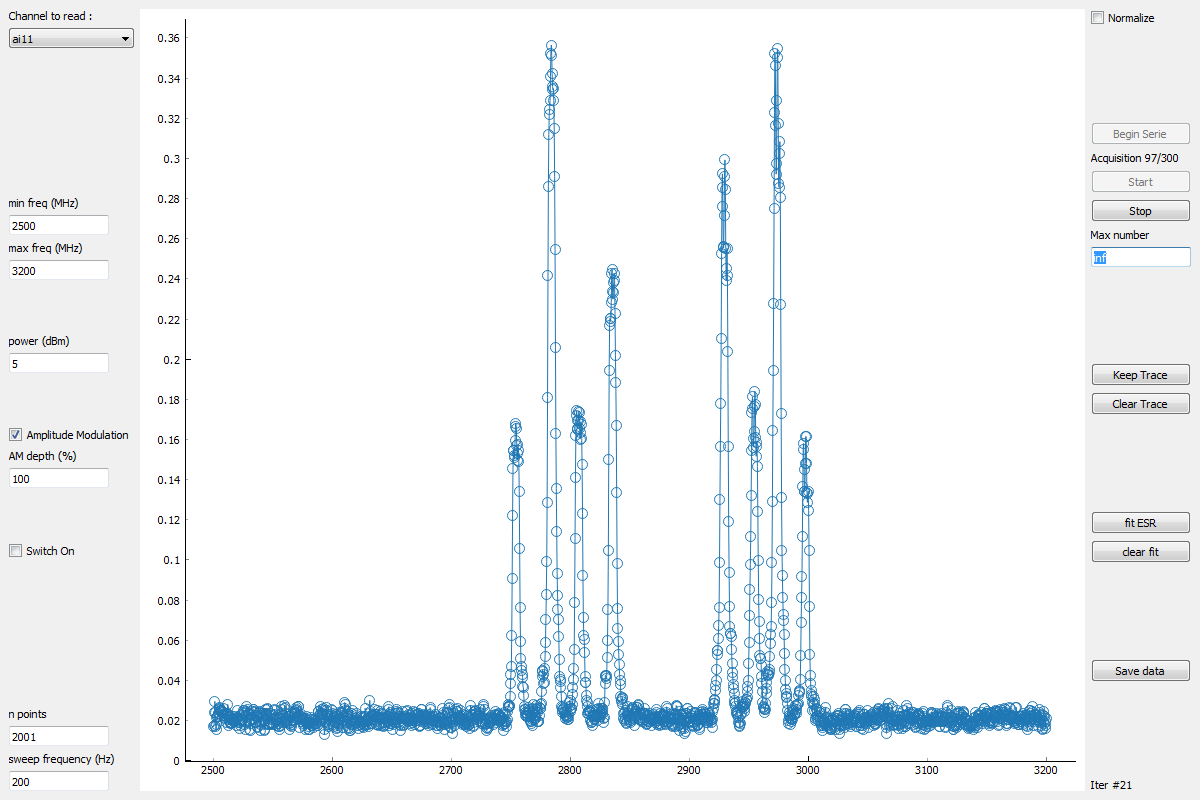 Channel to read :
ai11
min freq (MHz)
2500
max freq (MHz)
3200
power (dBm)
5
Amplitude Modulation
AM depth (%)
100
Switch On
n points
2001
sweep frequency (Hz)
200
0.36
0.34
0.32
0.3
0.28
0.26
0.24
0.22
0.2
0.18
0.16
0.14
0.12
0.1
0.08
0.06
0.04
0.02
0
2500 2600 2700 2800 2900 3000 3100 3200
Normalize
Begin Serie
Acquisition 97/300
Start
Stop
Max number
inf
Keep Trace
Clear Trace
fit ESR
clear fit
Save data
Iter #21